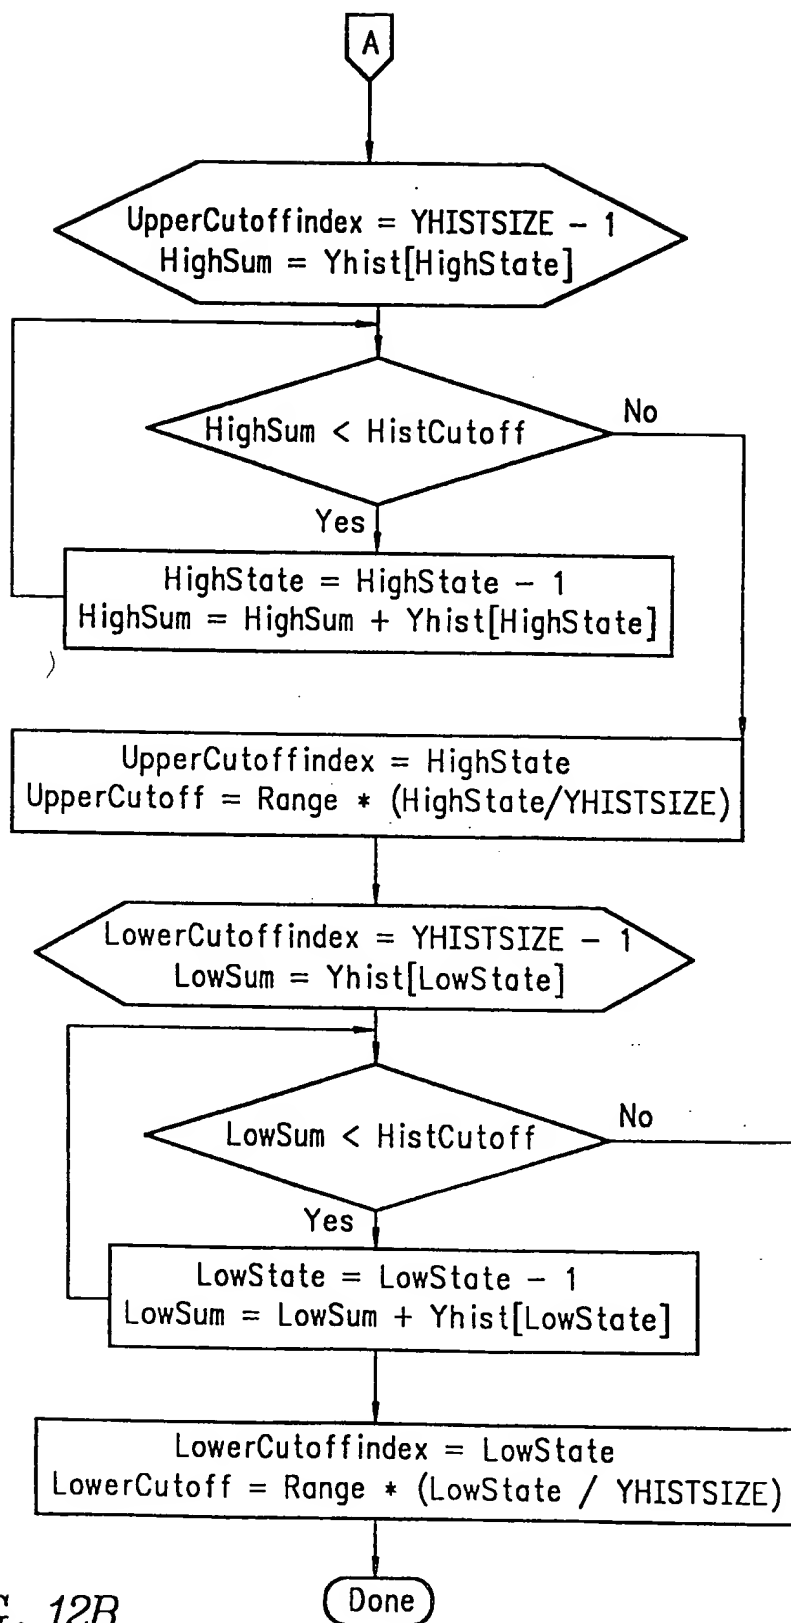 A
UpperCutoffindex = YHISTSIZE - 1
HighSum = Yhist[HighState]
HighSum < HistCutoff
No
Yes
HighState = HighState - 1
HighSum = HighSum + Yhist[HighState]
UpperCutoffindex = HighState
UpperCutoff = Range * (HighState/YHISTSIZE)
LowerCutoffindex = YHISTSIZE - 1
LowSum = Yhist[LowState]
LowSum < HistCutoff
No
Yes
LowState = LowState - 1
LowSum = LowSum + Yhist[LowState]
LowerCutoffindex = LowState
LowerCutoff = Range * (LowState / YHISTSIZE)
Done
12B